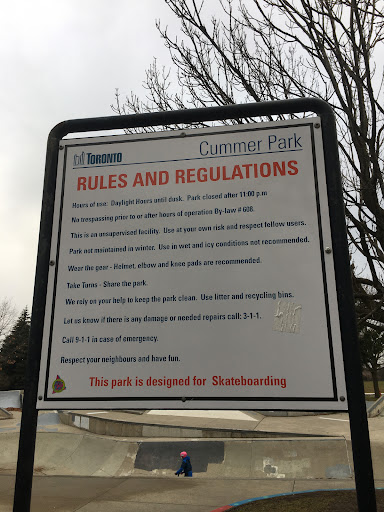 TORONTO
Cummer Park
RULES AND REGULATIONS
Hours of use: Daylight Hours until dusk. Park closed after 11:00 p.m
No trespassing prior to or after hours of operation By-law # 608.
This is an unsupervised facility. Use at your own risk and respect fellow users.
Park not maintained in winter. Use in wet and icy conditions not recommended.
Wear the gear - Helmet, elbow and knee pads are recommended.
Take Turns - Share the park.
We rely on your help to keep the park clean. Use litter and recycling bins.
Let us know if there is any damage or needed repairs call: 3-1-1.
Call 9-1-1 in case of emergency.
Respect your neighbours and have fun.
This park is designed for Skateboarding